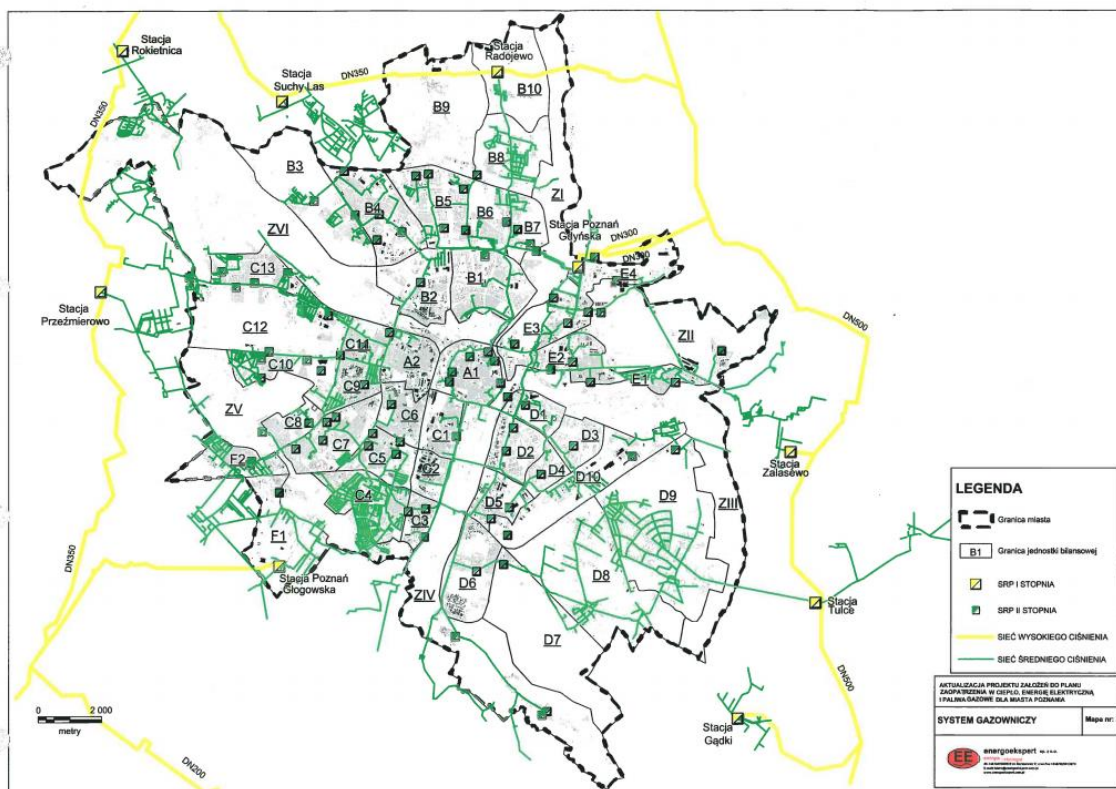 Stacja
Rokietnica
Stacja
Suchy Las
Stacja
Radojewo
DN350
DN350
B9
B10
B3
B8
B4
B5
B6
ZI
B7
Stacja Poznań
Gdyńska
DN300
DN300
ZVI
C13
B1
B2
E4
Stacja
Przeźmierowo
C12
DN500
E3
ZII
C11
A2
A1
E2
C10
C9
E1
ZV
C6
C8
C1
D1
C7
D3
C5
D2
F2
C2
D4
D10
Stacja
Zalasewo
C4
D5
D9
C3
ZIII
F1
DN350
Stacja Poznań
Głogowska
ZIV
D6
D8
Stacja
Tulce
D7
DN500
Stacja
Gądki
DN200
0 2 000
metry
LEGENDA
Granica miasta
B1 Granica jednostki bilansowej
SRP I STOPNIA
SRP II STOPNIA
SIEĆ WYSOKIEGO CIŚNIENIA
SIEĆ ŚREDNIEGO CIŚNIENIA
AKTUALIZACJA PROJEKTU ZAŁOŻEŃ DO PLANU
ZAOPATRZENIA W CIEPŁO, ENERGIĘ ELEKTRYCZNĄ
I PALIWA GAZOWE DLA MIASTA POZNANIA
SYSTEM GAZOWNICZY Mapa nr:
EE energoekspert